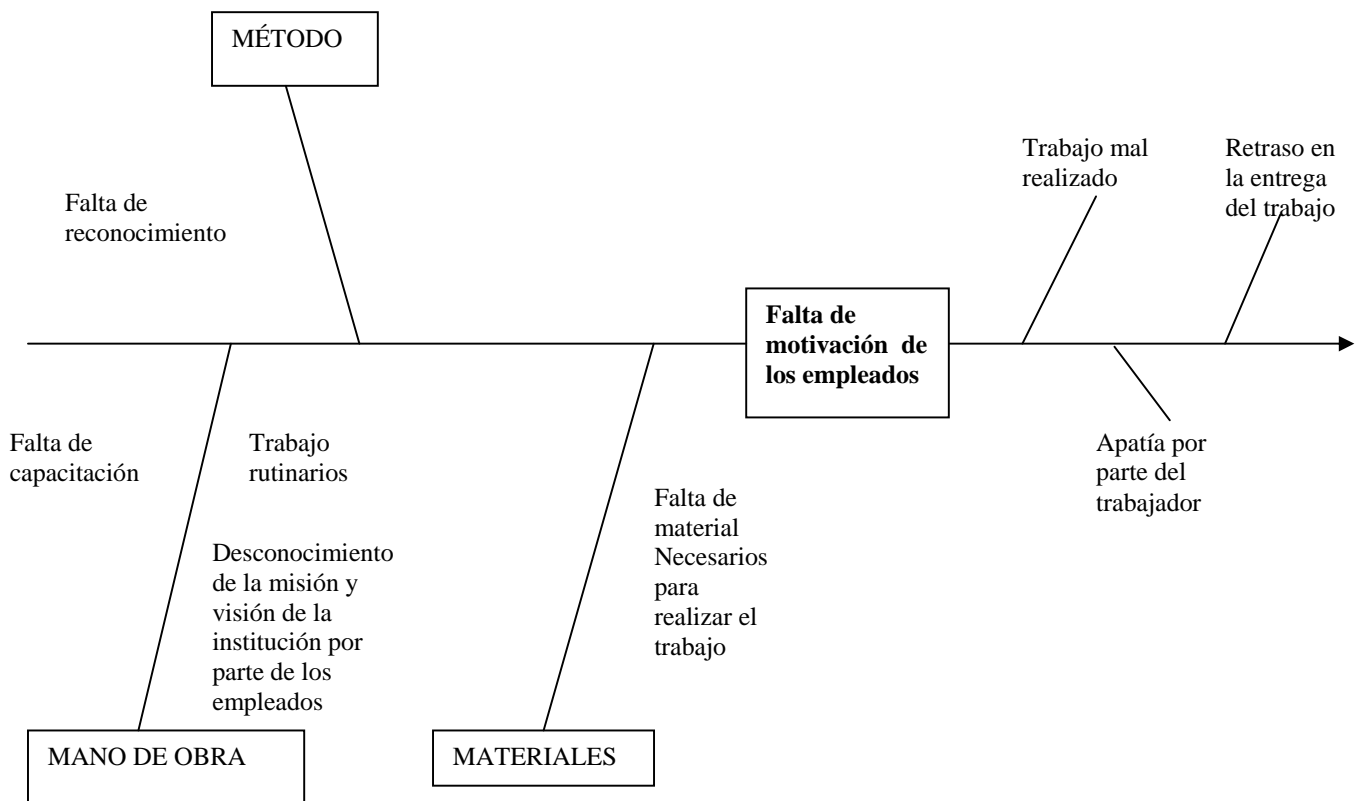 MÉTODO
Falta de
reconocimiento
Trabajo mal
realizado
Retraso en
la entrega
del trabajo
Falta de
motivación de
los empleados
Falta de
capacitación
Trabajo
rutinarios
Desconocimiento
de la misión y
visión de la
institución por
parte de los
empleados
Falta de
material
Necesarios
para
realizar el
trabajo
Apatía por
parte del
trabajador
MANO DE OBRA
MATERIALES